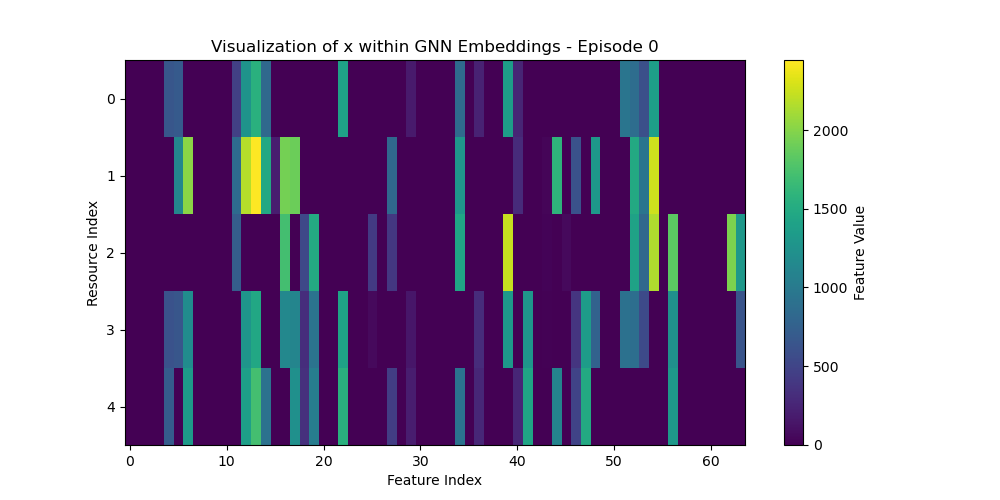 Visualization of x within GNN Embeddings - Episode 0
0
1
2
3
4
Resource Index
0 10 20 30 40 50 60
Feature Index
2000
1500
1000
500
0
Feature Value